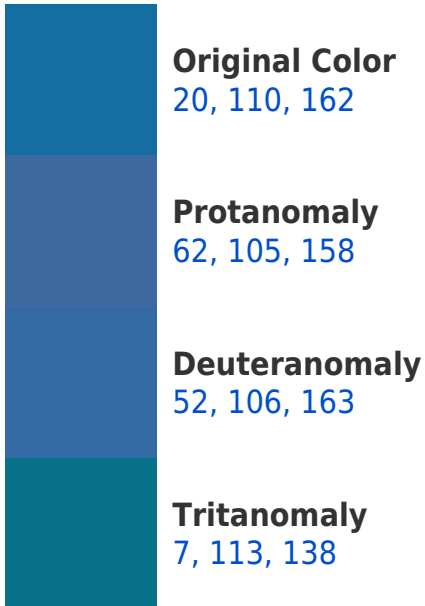 Original Color
20, 110, 162
Protanomaly
62, 105, 158
Deuteranomaly
52, 106, 163
Tritanomaly
7, 113, 138